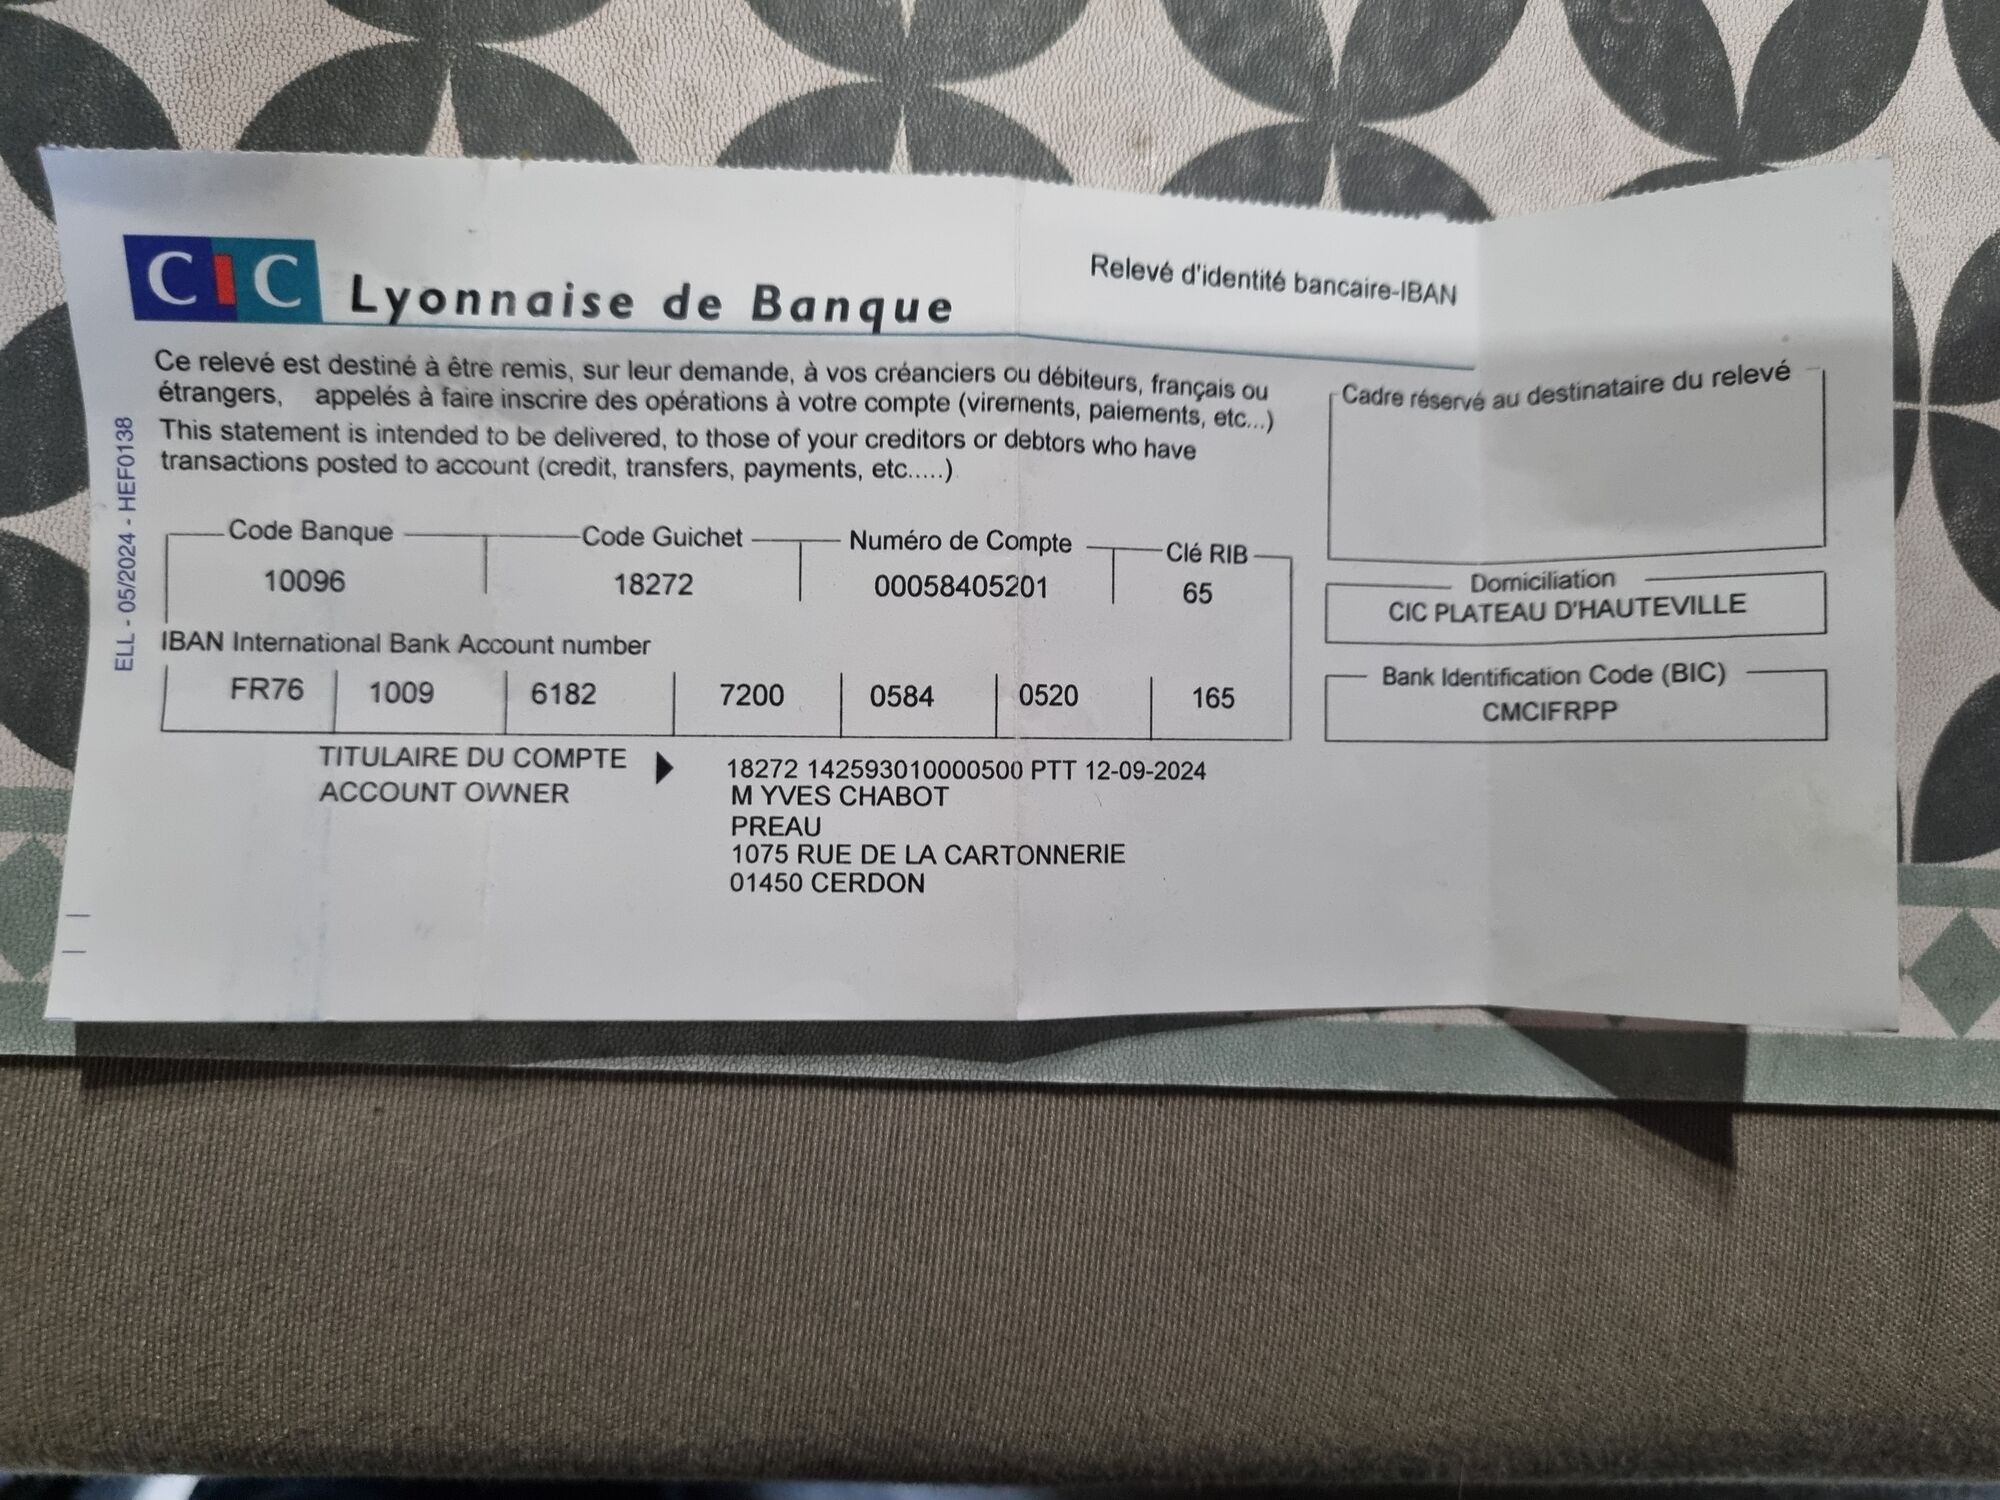 CIC Lyonnaise de Banque
Relevé d'identité bancaire-IBAN
Ce relevé est destiné à être remis, sur leur demande, à vos créanciers ou débiteurs, français ou
étrangers, appelés à faire inscrire des opérations à votre compte (virements, paiements, etc...)
This statement is intended to be delivered, to those of your creditors or debtors who have
transactions posted to account (credit, transfers, payments, etc.....)
Cadre réservé au destinataire du relevé
ELL - 05/2024 - HEF0138
Code Banque Code Guichet Numéro de Compte Clé RIB
10096 18272 00058405201 65
Domiciliation
CIC PLATEAU D'HAUTEVILLE
IBAN International Bank Account number
FR76 1009 6182 7200 0584 0520 165
Bank Identification Code (BIC)
CMCIFRPP
TITULAIRE DU COMPTE
ACCOUNT OWNER
18272 142593010000500 PTT 12-09-2024
M YVES CHABOT
PREAU
1075 RUE DE LA CARTONNERIE
01450 CERDON